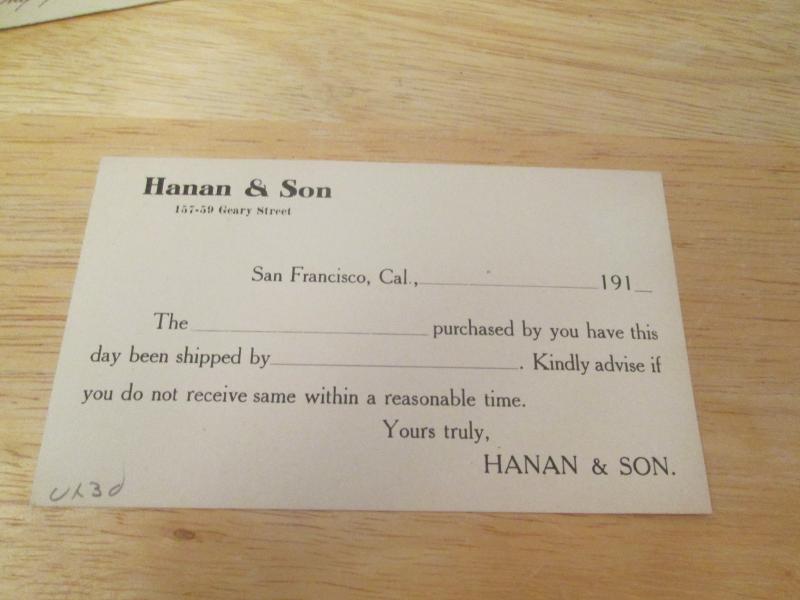 Hanan & Son
157-59 Geary Street
San Francisco, Cal., 191
The purchased by you have this
day been shipped by . Kindly advise if
you do not receive same within a reasonable time.
Yours truly,
HANAN & SON.